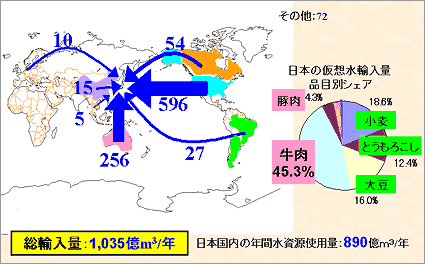 その他:72
10
54
15
5
596
256
27
日本の仮想水輸入量
品目別シェア
豚肉
4.3%
18.6%
小麦
とうもろこし
12.4%
牛肉
45.3%
大豆
16.0%
総輸入量:1,035億m³/年
日本国内の年間水資源使用量:890億m³/年